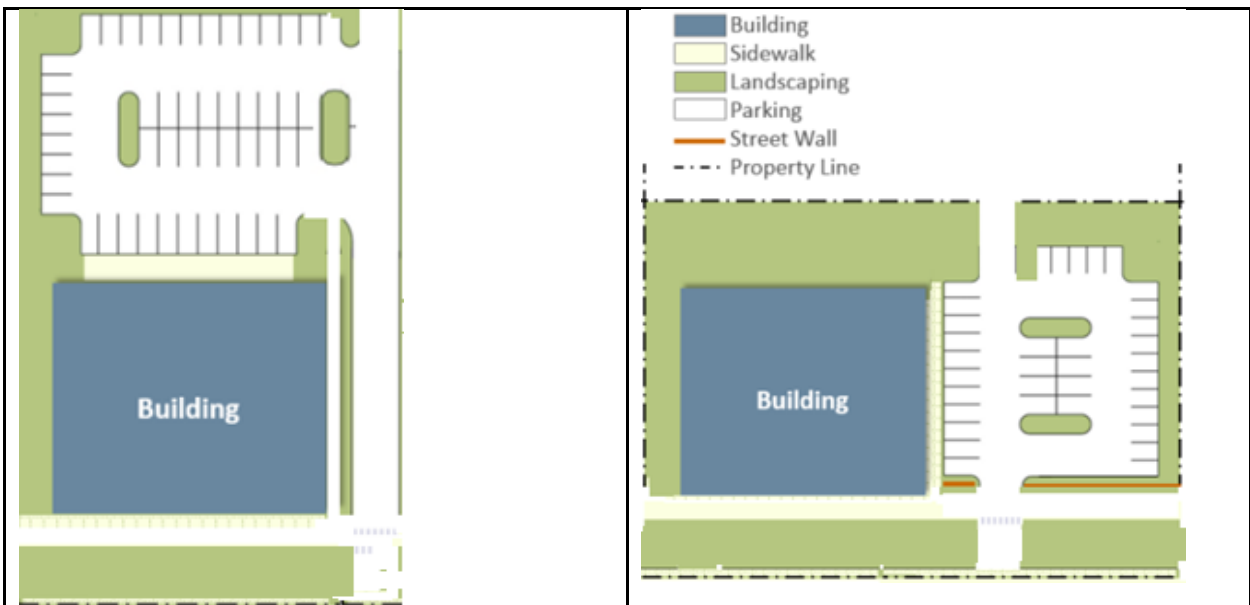 Building
Building
Sidewalk
Landscaping
Parking
Street Wall
Property Line
Building